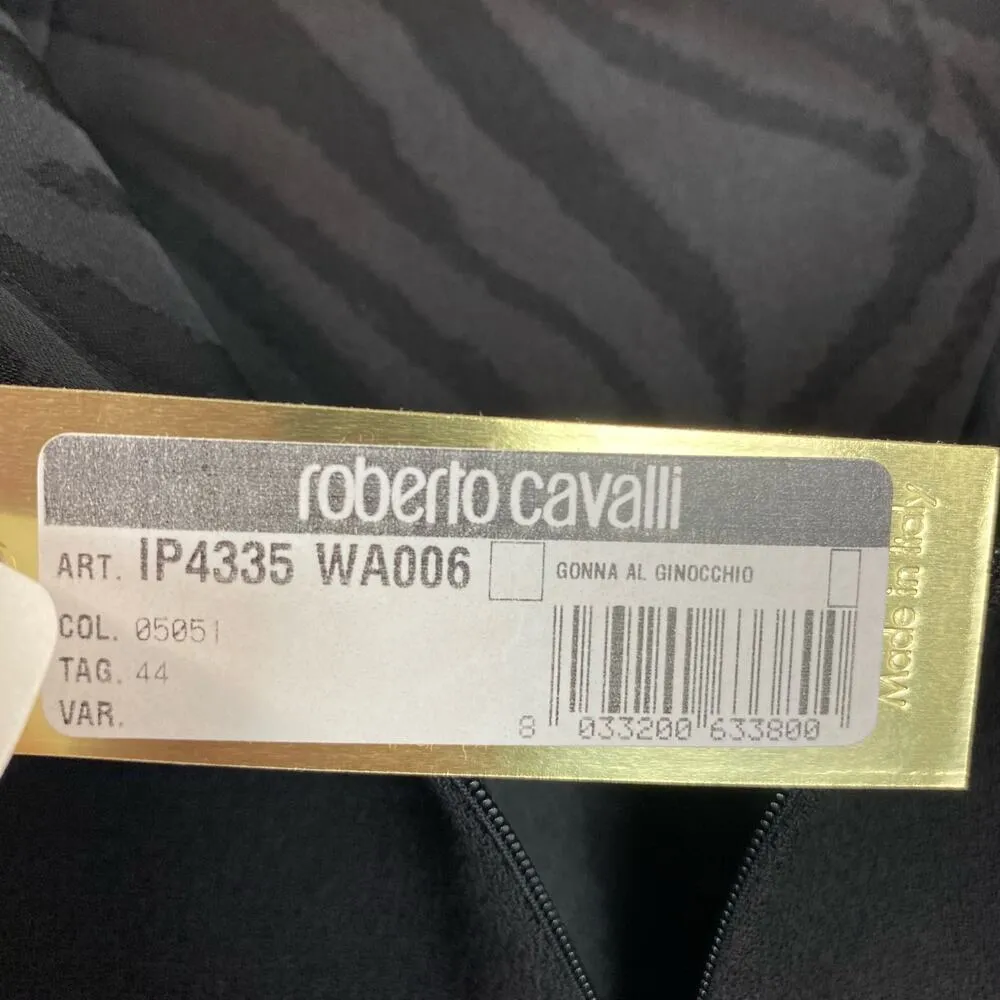 roberto cavalli
ART. IP4335 WA006
GONNA AL GINOCCHIO
COL. 05051
TAG. 44
VAR.
8 033200 633800
Made in Italy